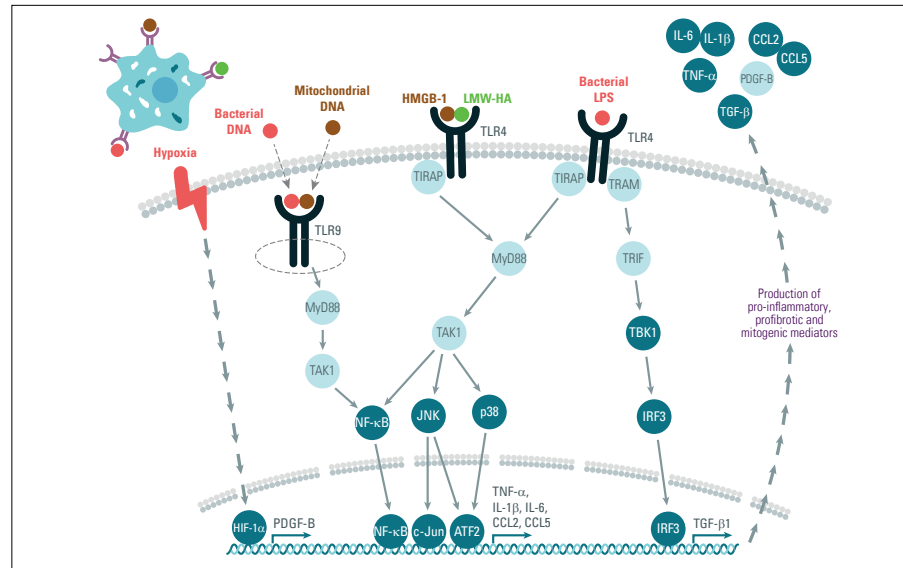 IL-6
IL-1β
CCL2
CCL5
TNF-α
PDGF-B
TGF-β
Mitochondrial
DNA
Bacterial
DNA
Hypoxia
HMGB-1 LMW-HA
TLR4
Bacterial
LPS
TLR4
TIRAP
TIRAP
TRAM
TLR9
MyD88
TRIF
MyD88
TAK1
TAK1
TBK1
Production of
pro-inflammatory,
profibrotic and
mitogenic mediators
NF-κB
JNK
p38
IRF3
HIF-1α
PDGF-B
NF-κB
c-Jun
ATF2
TNF-α,
IL-1β, IL-6,
CCL2, CCL5
IRF3
TGF-β1